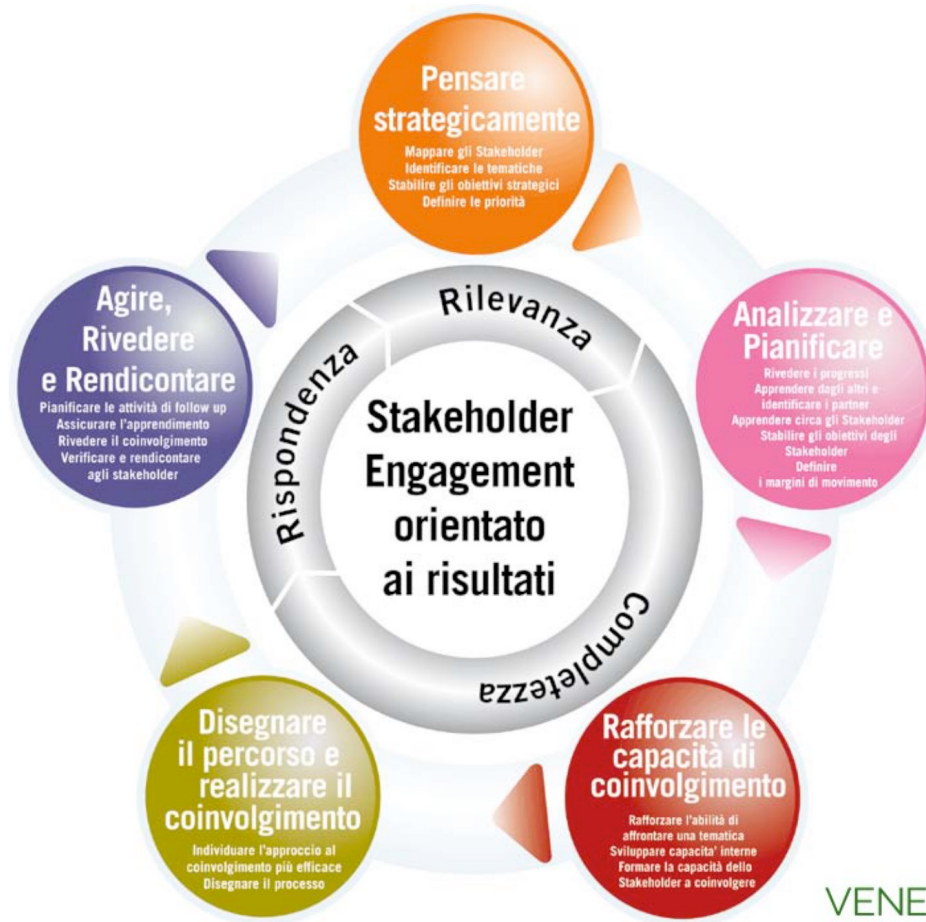 Pensare
strategicamente
Mappare gli Stakeholder
Identificare le tematiche
Stabilire gli obiettivi strategici
Definire le priorità
Analizzare e
Pianificare
Rivedere i progressi
Apprendere dagli altri e
identificare i partner
Apprendere circa gli Stakeholder
Stabilire gli obiettivi degli
Stakeholder
Definire
i margini di movimento
Rafforzare le
capacità di
coinvolgimento
Rafforzare l'abilità di
affrontare una tematica
Sviluppare capacita' interne
Formare la capacità dello
Stakeholder a coinvolgere
Disegnare
il percorso e
realizzare il
coinvolgimento
Individuare l'approccio al
coinvolgimento più efficace
Disegnare il processo
Agire,
Rivedere
e Rendicontare
Pianificare le attività di follow up
Assicurare l'apprendimento
Rivedere il coinvolgimento
Verificare e rendicontare
agli stakeholder
Rilevanza
Completezza
Rispondenza
Stakeholder
Engagement
orientato
ai risultati
VENE